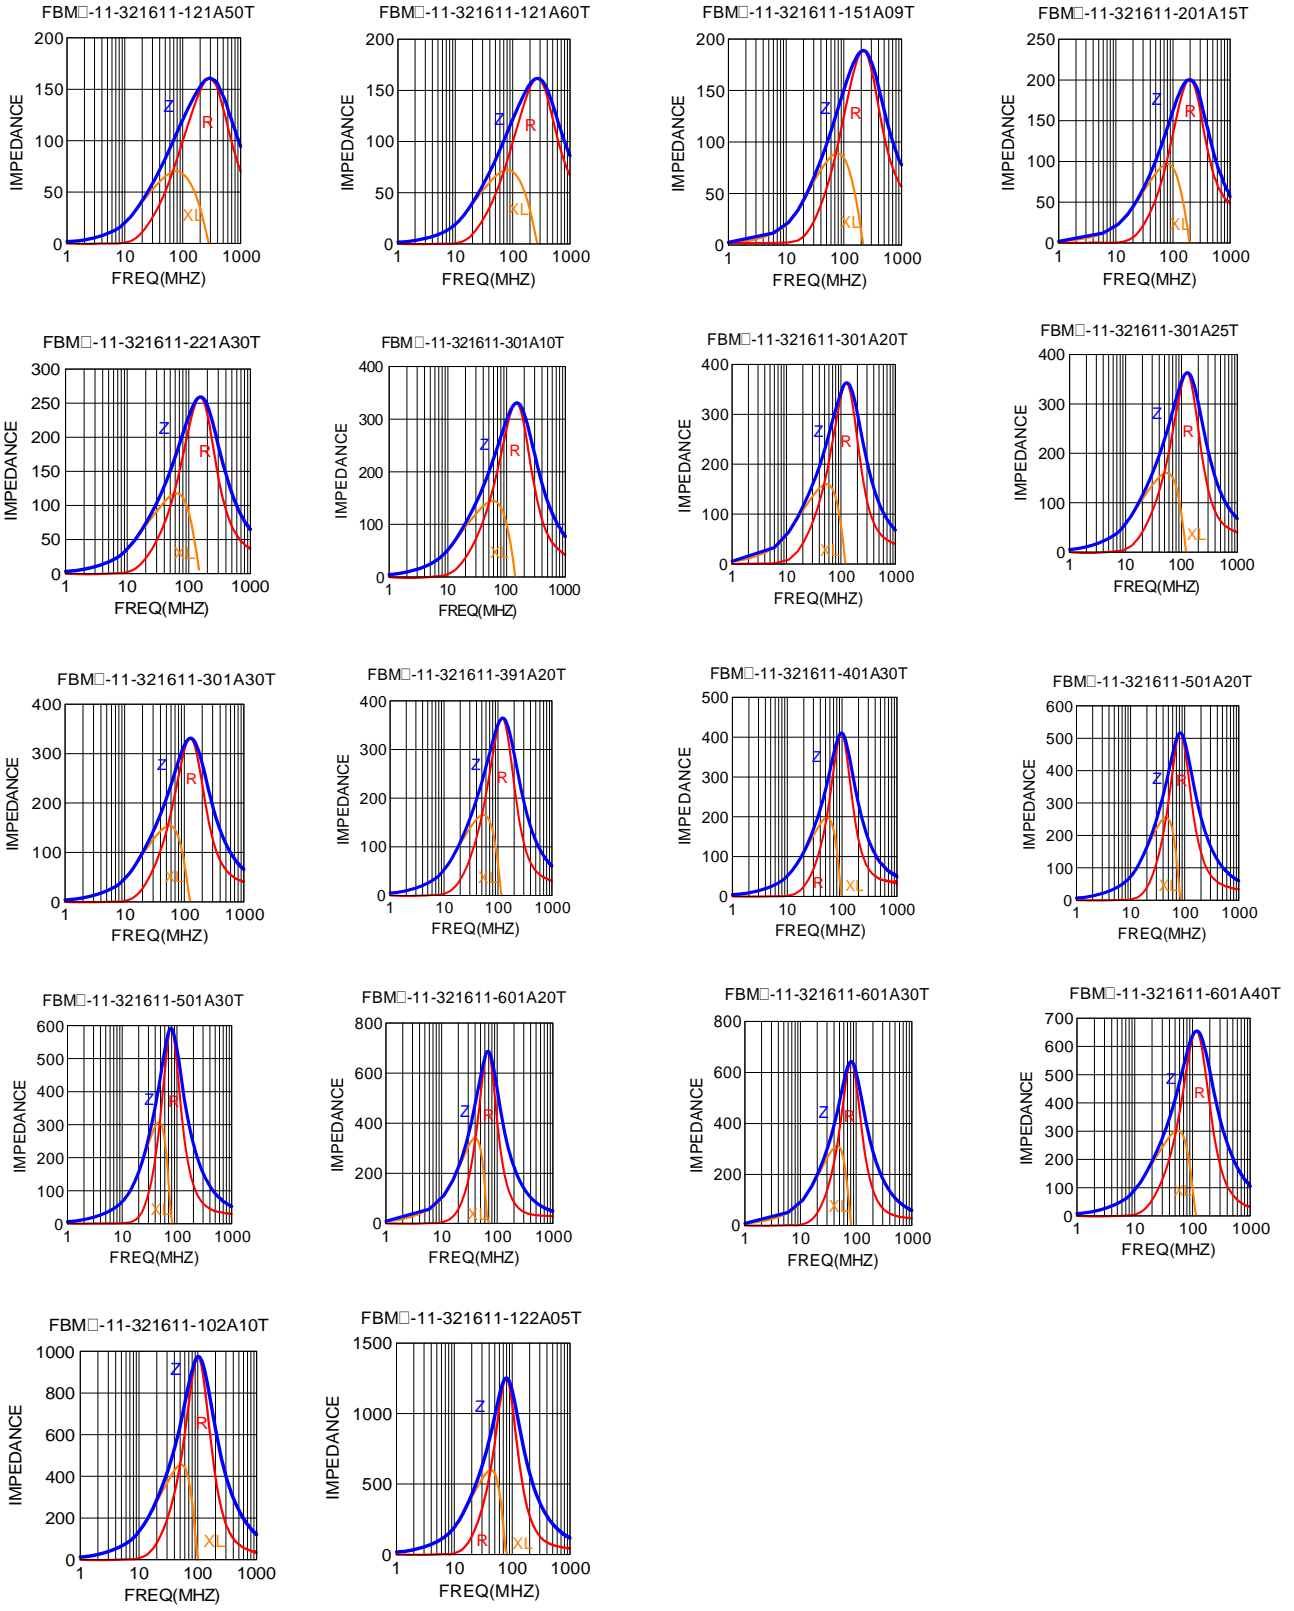 FBM□-11-321611-121A50T
FBM□-11-321611-121A60T
FBM□-11-321611-151A09T
FBM□-11-321611-201A15T
IMPEDANCE
200
150
100
50
0
Z
R
XL
1 10 100 1000
FREQ(MHZ)
IMPEDANCE
200
150
100
50
0
Z
R
XL
1 10 100 1000
FREQ(MHZ)
IMPEDANCE
200
150
100
50
0
Z
R
XL
1 10 100 1000
FREQ(MHZ)
IMPEDANCE
250
200
150
100
50
0
Z
R
XL
1 10 100 1000
FREQ(MHZ)
FBM□-11-321611-221A30T
FBM□-11-321611-301A10T
FBM□-11-321611-301A20T
FBM□-11-321611-301A25T
IMPEDANCE
300
250
200
150
100
50
0
Z
R
XL
1 10 100 1000
FREQ(MHZ)
IMPEDANCE
400
300
200
100
0
Z
R
XL
1 10 100 1000
FREQ(MHZ)
IMPEDANCE
400
300
200
100
0
Z
R
XL
1 10 100 1000
FREQ(MHZ)
IMPEDANCE
400
300
200
100
0
Z
R
XL
1 10 100 1000
FREQ(MHZ)
FBM□-11-321611-301A30T
FBM□-11-321611-391A20T
FBM□-11-321611-401A30T
FBM□-11-321611-501A20T
IMPEDANCE
400
300
200
100
0
Z
R
XL
1 10 100 1000
FREQ(MHZ)
IMPEDANCE
400
300
200
100
0
Z
R
XL
1 10 100 1000
FREQ(MHZ)
IMPEDANCE
500
400
300
200
100
0
Z
R
XL
1 10 100 1000
FREQ(MHZ)
IMPEDANCE
600
500
400
300
200
100
0
Z
R
XL
1 10 100 1000
FREQ(MHZ)
FBM□-11-321611-501A30T
FBM□-11-321611-601A20T
FBM□-11-321611-601A30T
FBM□-11-321611-601A40T
IMPEDANCE
600
500
400
300
200
100
0
Z
R
XL
1 10 100 1000
FREQ(MHZ)
IMPEDANCE
800
600
400
200
0
Z
R
XL
1 10 100 1000
FREQ(MHZ)
IMPEDANCE
800
600
400
200
0
Z
R
XL
1 10 100 1000
FREQ(MHZ)
IMPEDANCE
700
600
500
400
300
200
100
0
Z
R
XL
1 10 100 1000
FREQ(MHZ)
FBM□-11-321611-102A10T
FBM□-11-321611-122A05T
IMPEDANCE
1000
800
600
400
200
0
Z
R
XL
1 10 100 1000
FREQ(MHZ)
IMPEDANCE
1500
1000
500
0
Z
R
XL
1 10 100 1000
FREQ(MHZ)